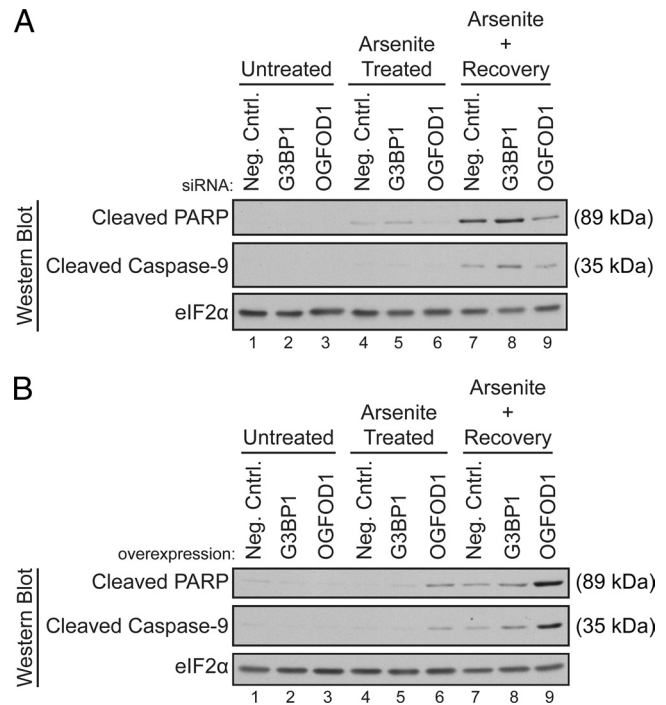 A
Arsenite
+
Recovery
Arsenite
Treated
Untreated
Neg. Cntrl.
G3BP1
OGFOD1
Neg. Cntrl.
G3BP1
OGFOD1
Neg. Cntrl.
G3BP1
OGFOD1
siRNA:
Western Blot
Cleaved PARP (89 kDa)
Cleaved Caspase-9 (35 kDa)
eIF2α
1 2 3 4 5 6 7 8 9
B
Arsenite
+
Recovery
Arsenite
Treated
Untreated
Neg. Cntrl.
G3BP1
OGFOD1
Neg. Cntrl.
G3BP1
OGFOD1
Neg. Cntrl.
G3BP1
OGFOD1
overexpression:
Western Blot
Cleaved PARP (89 kDa)
Cleaved Caspase-9 (35 kDa)
eIF2α
1 2 3 4 5 6 7 8 9